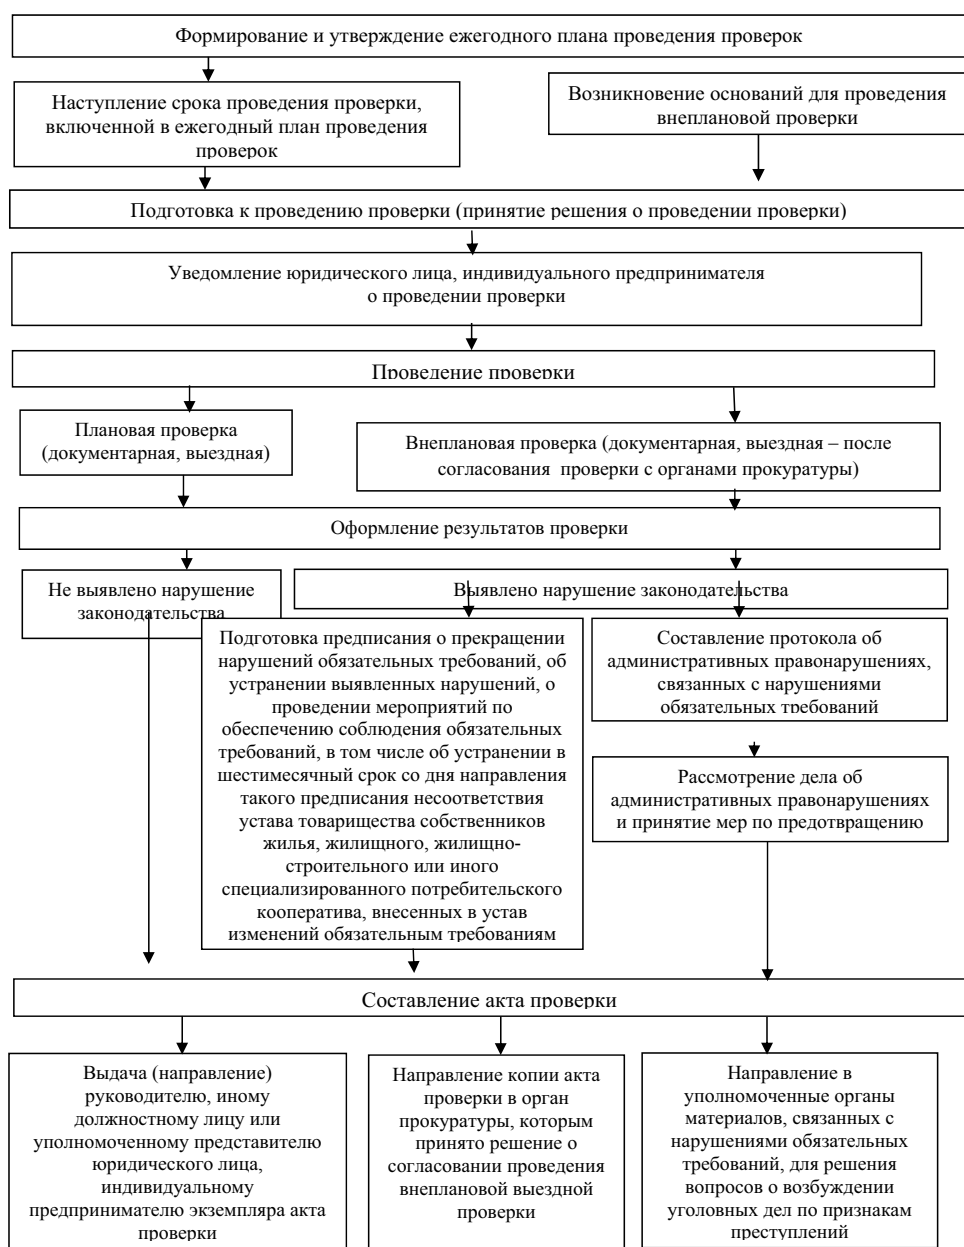 Формирование и утверждение ежегодного плана проведения проверок
Наступление срока проведения проверки,
включенной в ежегодный план проведения
проверок
Возникновение оснований для проведения
внеплановой проверки
Подготовка к проведению проверки (принятие решения о проведении проверки)
Уведомление юридического лица, индивидуального предпринимателя
о проведении проверки
Проведение проверки
Плановая проверка
(документарная, выездная)
Внеплановая проверка (документарная, выездная – после
согласования проверки с органами прокуратуры)
Оформление результатов проверки
Не выявлено нарушение
законодательства
Выявлено нарушение законодательства
Подготовка предписания о прекращении
нарушений обязательных требований, об
устранении выявленных нарушений, о
проведении мероприятий по
обеспечению соблюдения обязательных
требований, в том числе об устранении в
шестимесячный срок со дня направления
такого предписания несоответствия
устава товарищества собственников
жилья, жилищного, жилищно-
строительного или иного
специализированного потребительского
кооператива, внесенных в устав
изменений обязательным требованиям
Составление протокола об
административных правонарушениях,
связанных с нарушениями
обязательных требований
Рассмотрение дела об
административных правонарушениях
и принятие мер по предотвращению
Составление акта проверки
Выдача (направление)
руководителю, иному
должностному лицу или
уполномоченному представителю
юридического лица,
индивидуальному
предпринимателю экземпляра акта
проверки
Направление копии акта
проверки в орган
прокуратуры, которым
принято решение о
согласовании проведения
внеплановой выездной
проверки
Направление в
уполномоченные органы
материалов, связанных с
нарушениями обязательных
требований, для решения
вопросов о возбуждении
уголовных дел по признакам
преступлений